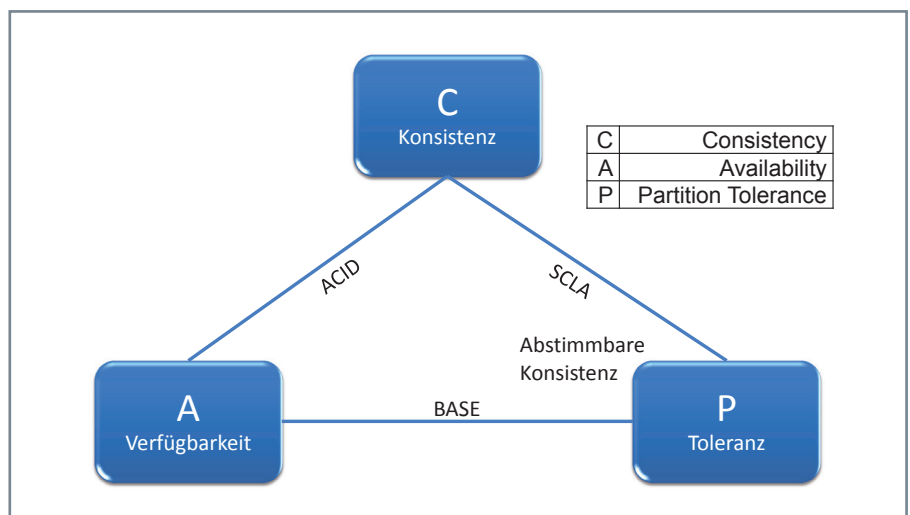 C
Konsistenz
C Consistency
A Availability
P Partition Tolerance
ACID
SCLA
Abstimmbare
Konsistenz
A
Verfügbarkeit
BASE
P
Toleranz